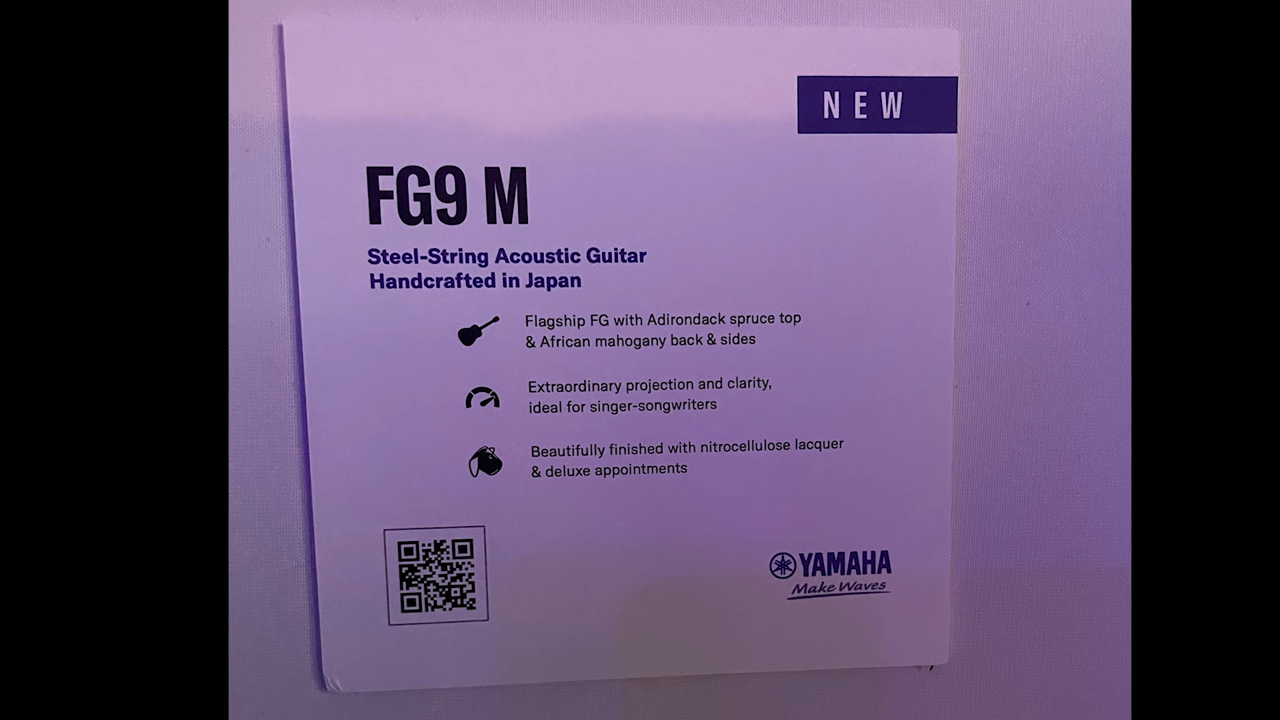 NEW
FG9 M
Steel-String Acoustic Guitar
Handcrafted in Japan
Flagship FG with Adirondack spruce top
& African mahogany back & sides
Extraordinary projection and clarity,
ideal for singer-songwriters
Beautifully finished with nitrocellulose lacquer
& deluxe appointments
YAMAHA
Make Waves